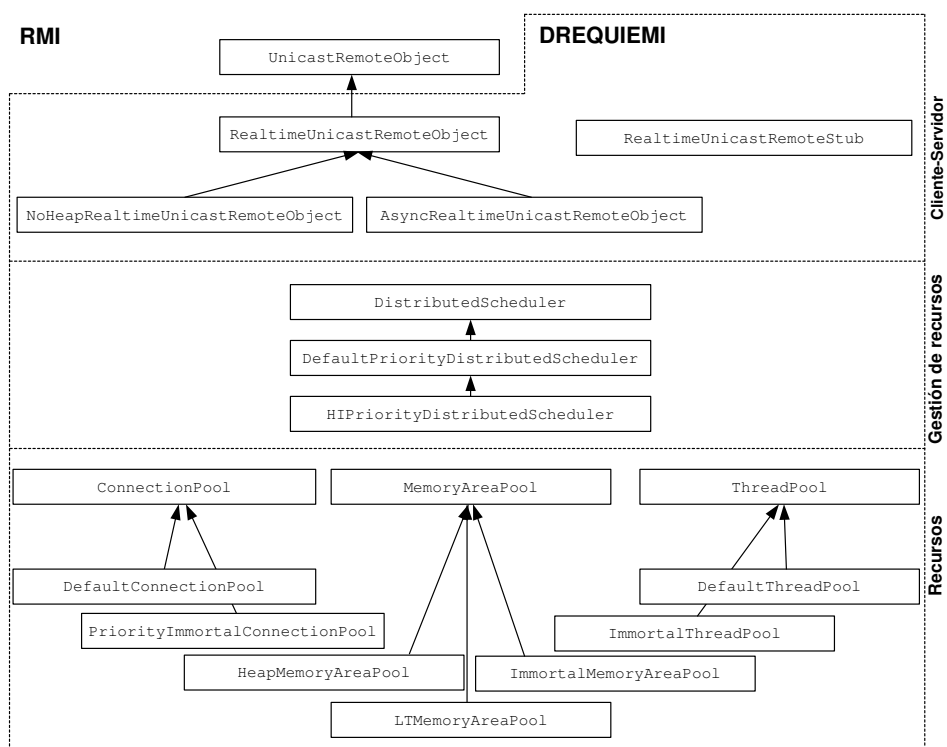 RMI
DREQUIEMI
UnicastRemoteObject
RealtimeUnicastRemoteObject
RealtimeUnicastRemoteStub
NoHeapRealtimeUnicastRemoteObject
AsyncRealtimeUnicastRemoteObject
Cliente-Servidor
DistributedScheduler
DefaultPriorityDistributedScheduler
HIPriorityDistributedScheduler
Gestión de recursos
ConnectionPool
MemoryAreaPool
ThreadPool
DefaultConnectionPool
DefaultThreadPool
PriorityImmortalConnectionPool
ImmortalThreadPool
HeapMemoryAreaPool
ImmortalMemoryAreaPool
LTMemoryAreaPool
Recursos